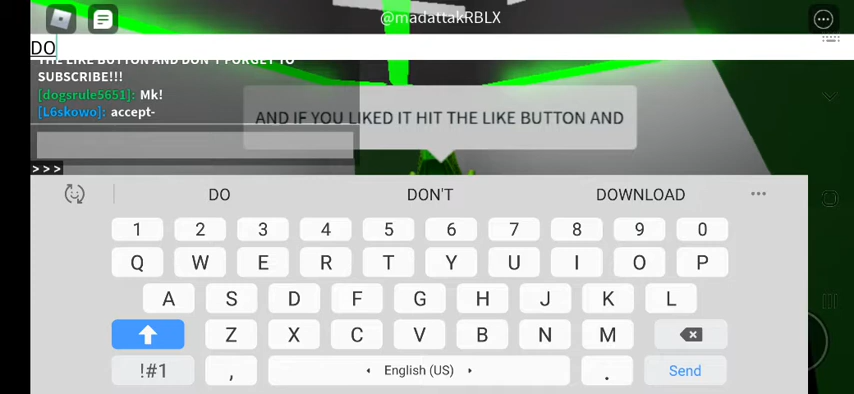 @madattakRBLX
DO
THE LIKE BUTTON AND DON'T FORGET TO
SUBSCRIBE!!!
[dogsrule5651]: Mk!
[L6skowo]: accept-
AND IF YOU LIKED IT HIT THE LIKE BUTTON AND
>>>
DO DON'T DOWNLOAD
1 2 3 4 5 6 7 8 9 0
Q W E R T Y U I O P
A S D F G H J K L
Z X C V B N M
!#1 , English (US) . Send